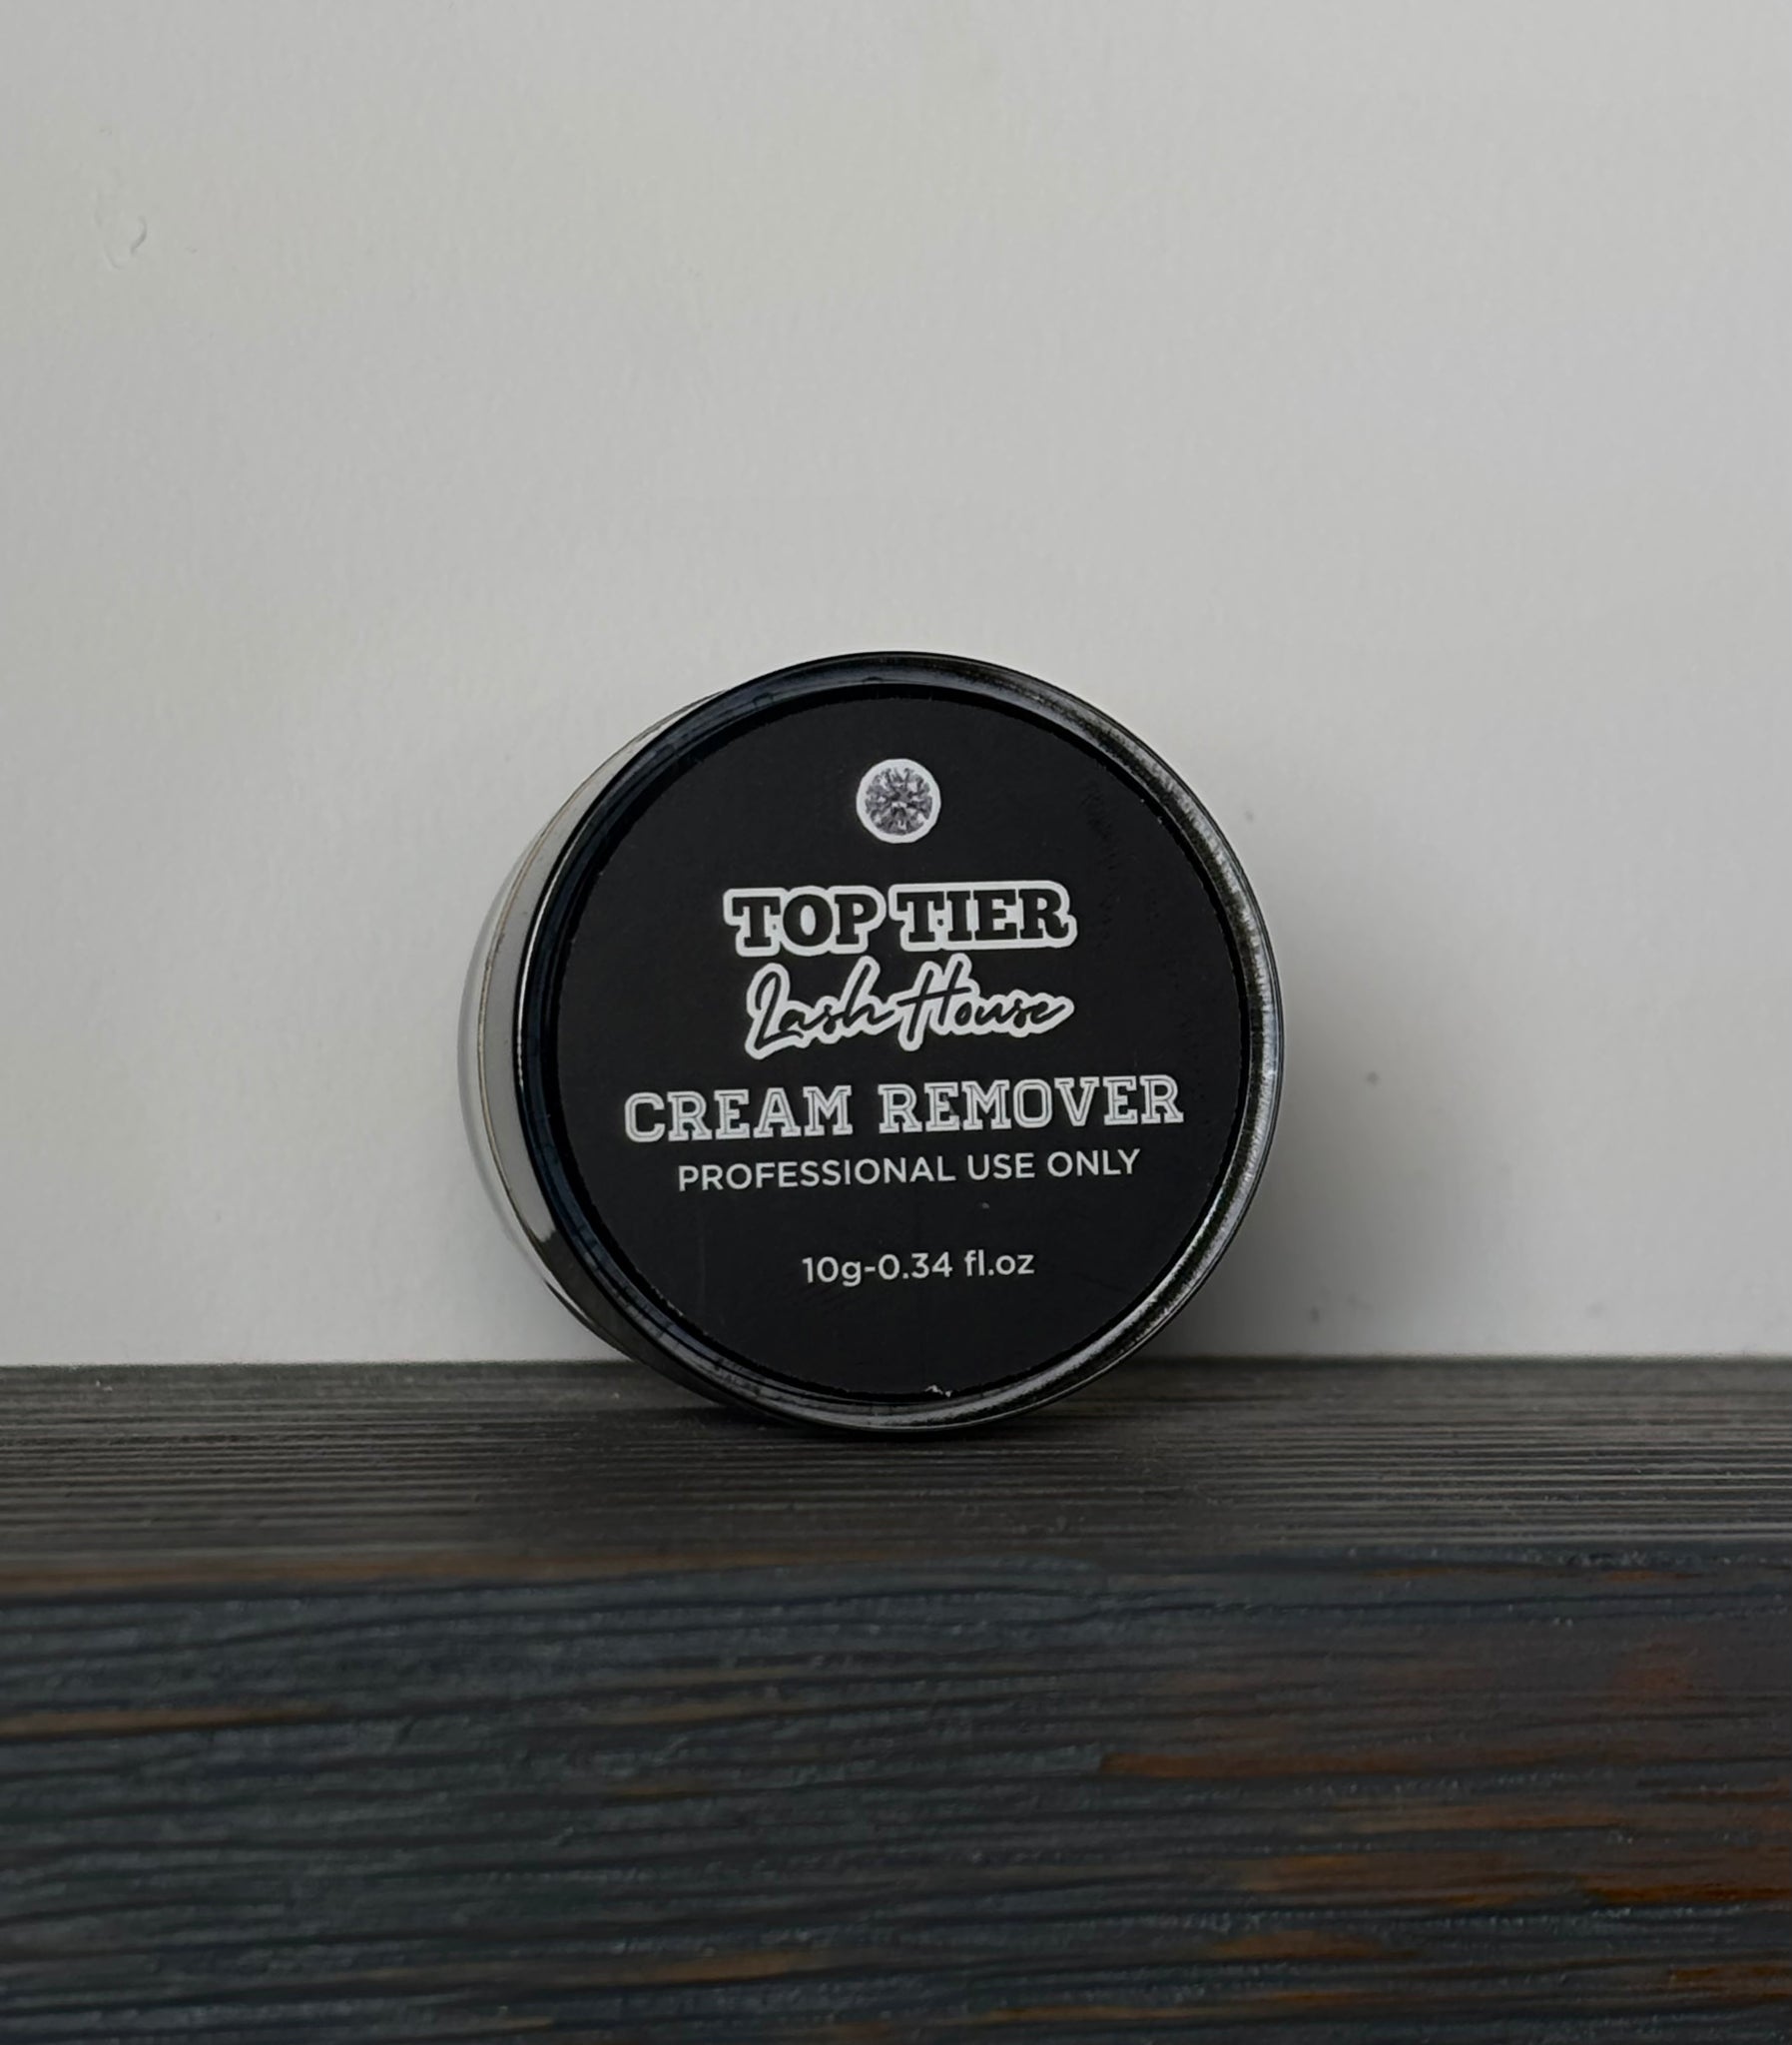 TOP TIER
Lash House
CREAM REMOVER
PROFESSIONAL USE ONLY
10g-0.34 fl.oz